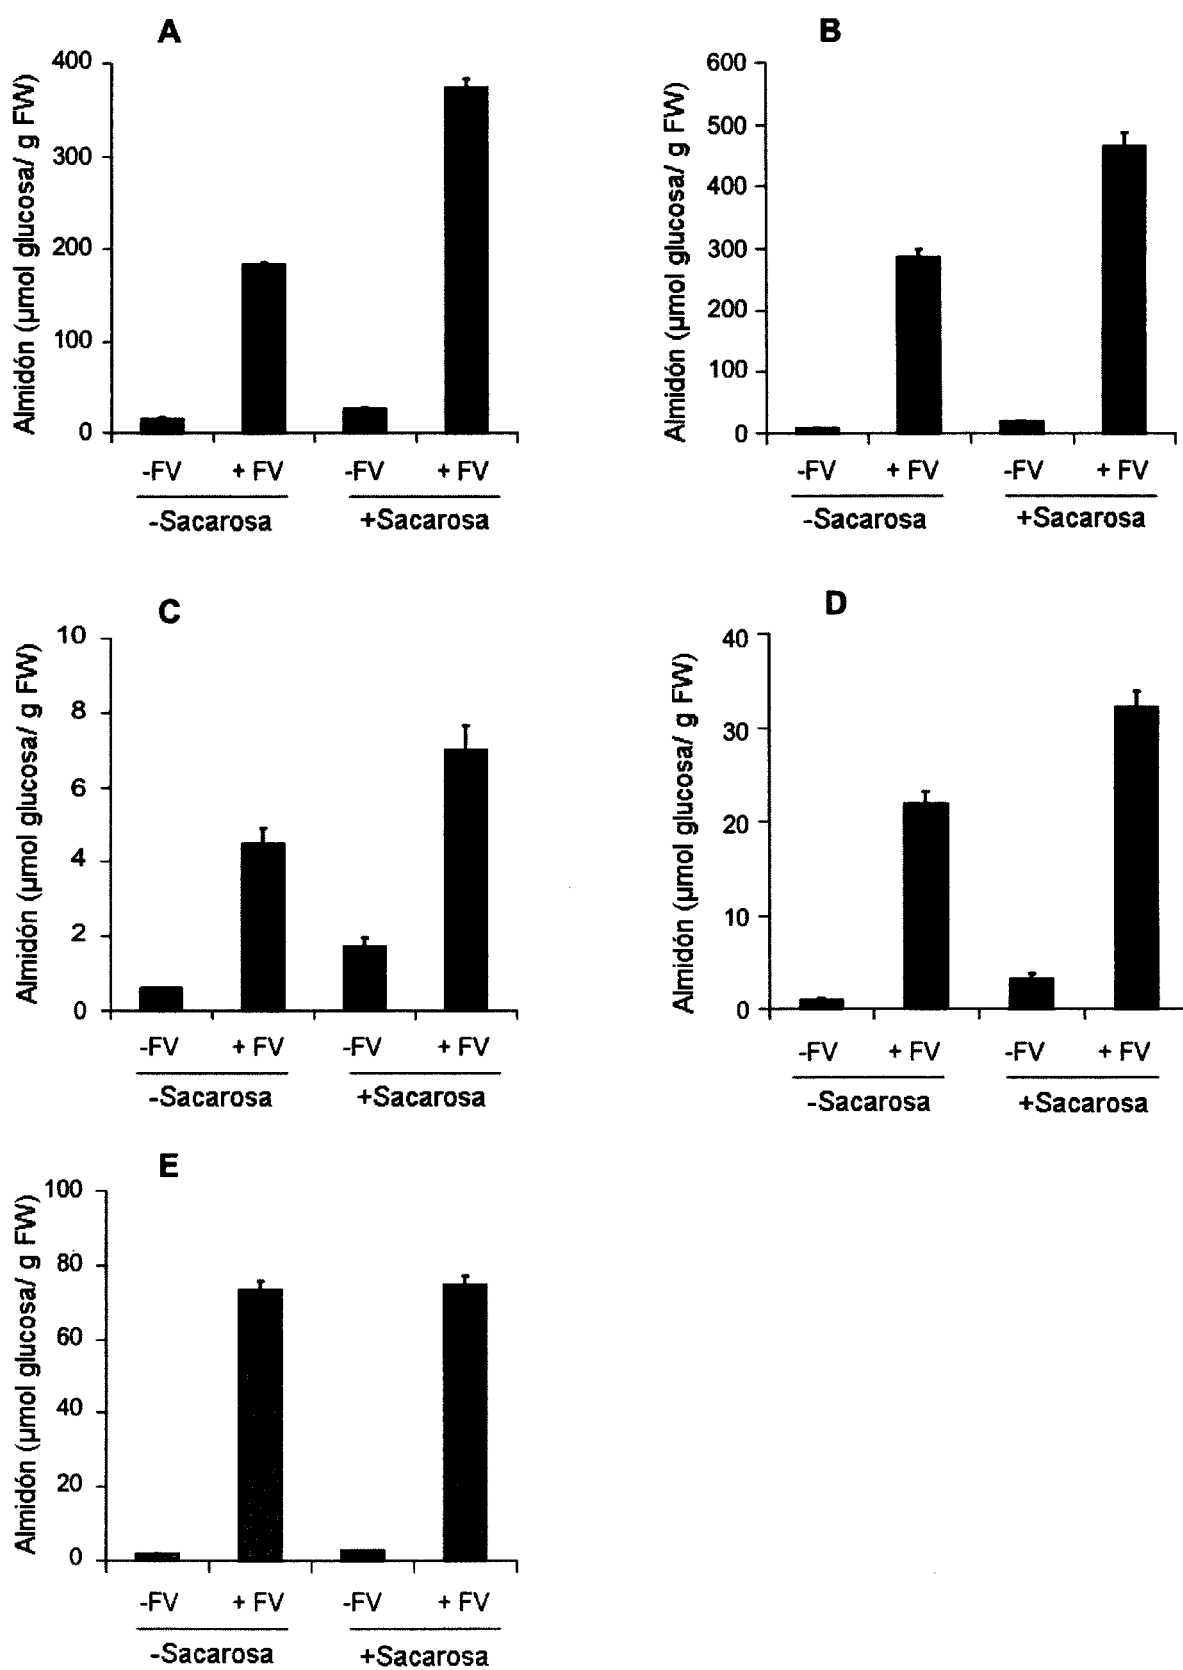 A
Almidón (µmol glucosa/ g FW)
400
300
200
100
0
-FV + FV -FV + FV
-Sacarosa +Sacarosa
B
Almidón (µmol glucosa/ g FW)
600
500
400
300
200
100
0
-FV + FV -FV + FV
-Sacarosa +Sacarosa
C
Almidón (µmol glucosa/ g FW)
10
8
6
4
2
0
-FV + FV -FV + FV
-Sacarosa +Sacarosa
D
Almidón (µmol glucosa/ g FW)
40
30
20
10
0
-FV + FV -FV + FV
-Sacarosa +Sacarosa
E
Almidón (µmol glucosa/ g FW)
100
80
60
40
20
0
-FV + FV -FV + FV
-Sacarosa +Sacarosa